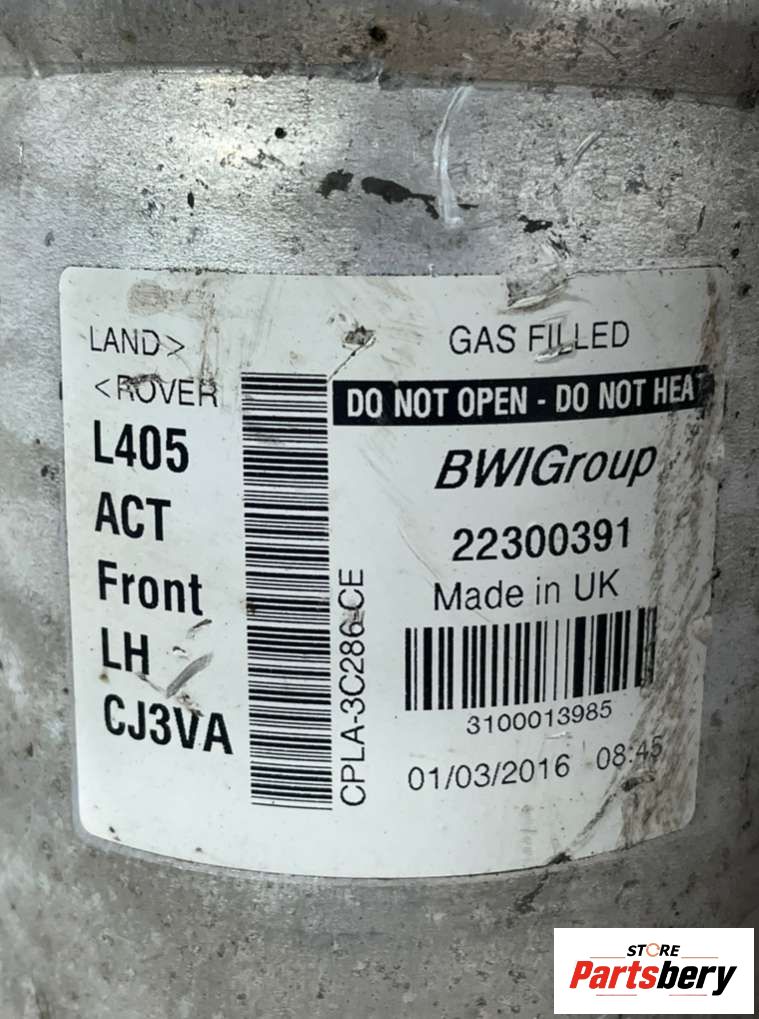 LAND>
<ROVER
L405
ACT
Front
LH
CJ3VA
CPLA-3C286-CE
GAS FILLED
DO NOT OPEN - DO NOT HEAT
BWIGroup
22300391
Made in UK
3100013985
01/03/2016 08:45
STORE
Partsbery